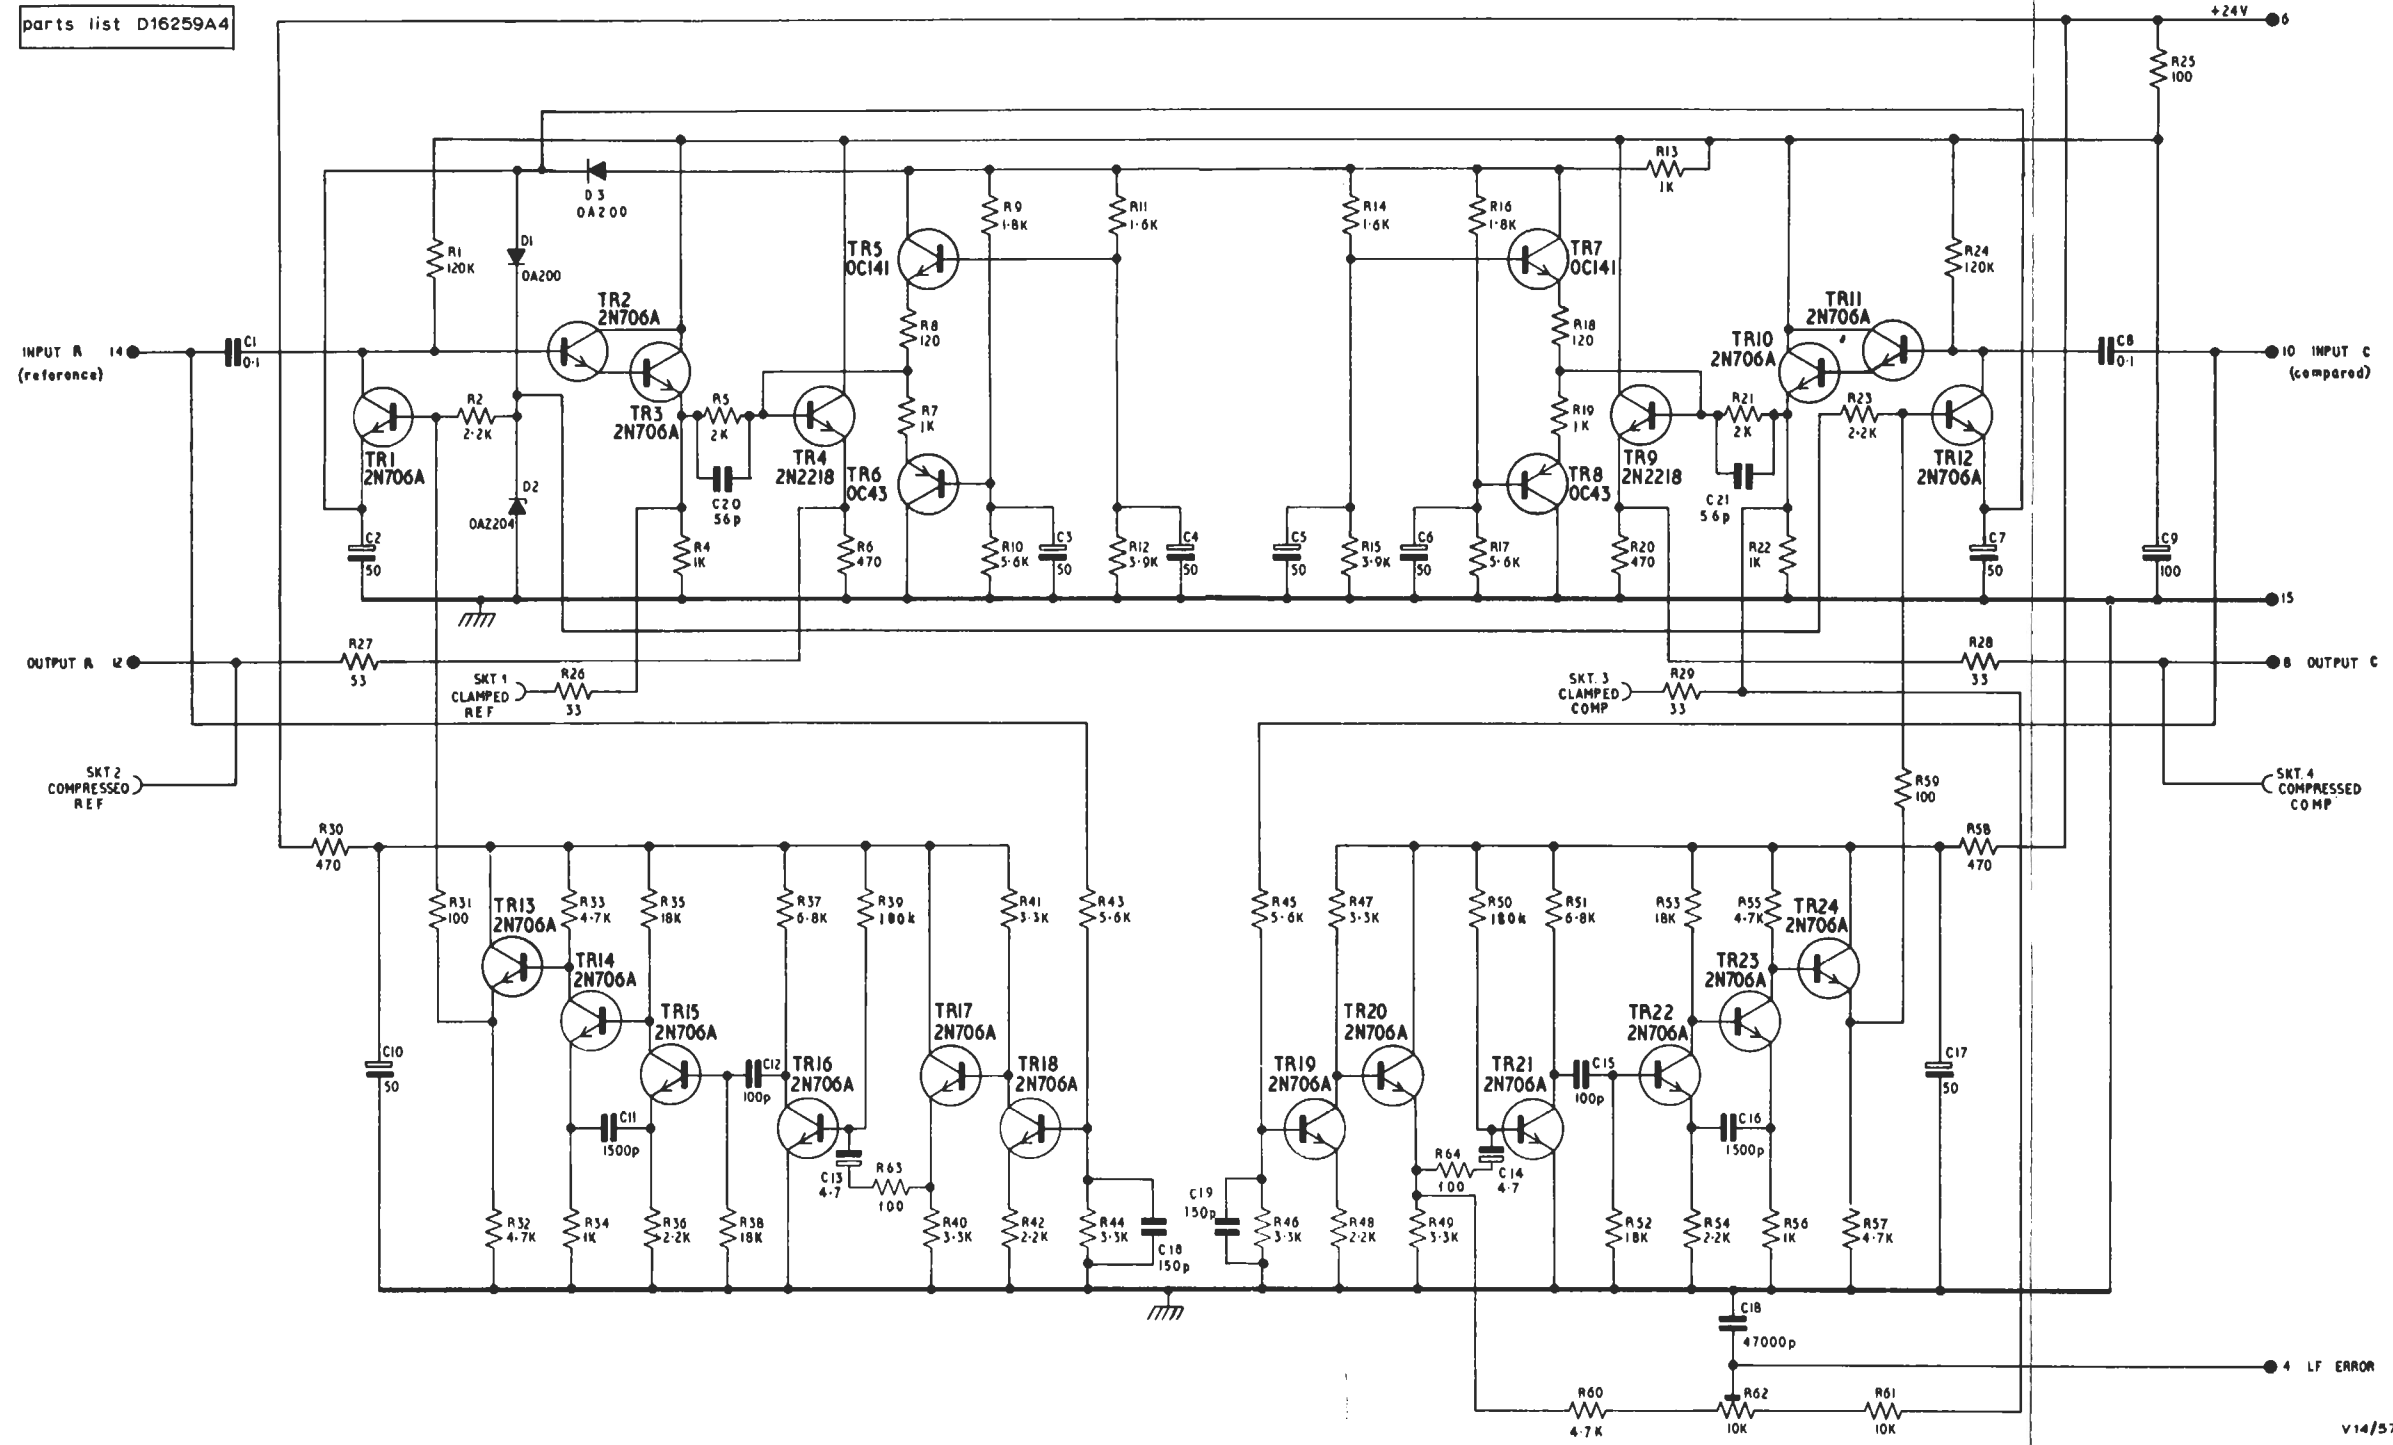 parts list D16259A4
+24V
6
R25
100
R13
1K
D3
OA200
R9
1·8K
R11
1·6K
R14
1·6K
R16
1·8K
R1
120K
D1
OA200
TR5
OC141
TR7
OC141
R24
120K
TR2
2N706A
TR11
2N706A
R8
120
R18
120
TR10
2N706A
INPUT R 14
(reference)
C1
0·1
C8
0·1
10 INPUT C
(compared)
R2
2·2K
TR3
2N706A
R5
2K
R7
1K
R19
1K
R21
2K
R23
2·2K
TR1
2N706A
TR4
2N2218
TR6
OC43
TR8
OC43
TR9
2N2218
TR12
2N706A
D2
OAZ204
C20
56p
C21
56p
C2
50
R4
1K
R6
470
R10
5·6K
C3
50
R12
3·9K
C4
50
C5
50
R15
3·9K
C6
50
R17
5·6K
R20
470
R22
1K
C7
50
C9
100
15
OUTPUT R 12
R27
53
SKT 1
CLAMPED
REF
R26
33
SKT. 3
CLAMPED
COMP
R29
33
R28
33
8 OUTPUT C
SKT 2
COMPRESSED
REF
R59
100
SKT. 4
COMPRESSED
COMP
R30
470
R58
470
R31
100
TR13
2N706A
R33
4·7K
R35
18K
R37
6·8K
R39
180k
R41
3·3K
R43
5·6K
R45
5·6K
R47
3·3K
R50
180k
R51
6·8K
R53
18K
R55
4·7K
TR24
2N706A
TR14
2N706A
TR23
2N706A
TR15
2N706A
TR17
2N706A
TR20
2N706A
TR22
2N706A
C10
50
C12
100p
TR16
2N706A
TR18
2N706A
TR19
2N706A
TR21
2N706A
C15
100p
C17
50
C11
1500p
C16
1500p
C13
4·7
R63
100
R64
100
C14
4·7
C19
150p
R32
4·7K
R34
1K
R36
2·2K
R38
18K
R40
3·3K
R42
2·2K
R44
3·3K
C18
150p
R46
3·3K
R48
2·2K
R49
3·3K
R52
18K
R54
2·2K
R56
1K
R57
4·7K
C18
47000p
4 LF ERROR
R60
4·7K
R62
10K
R61
10K
V14/57